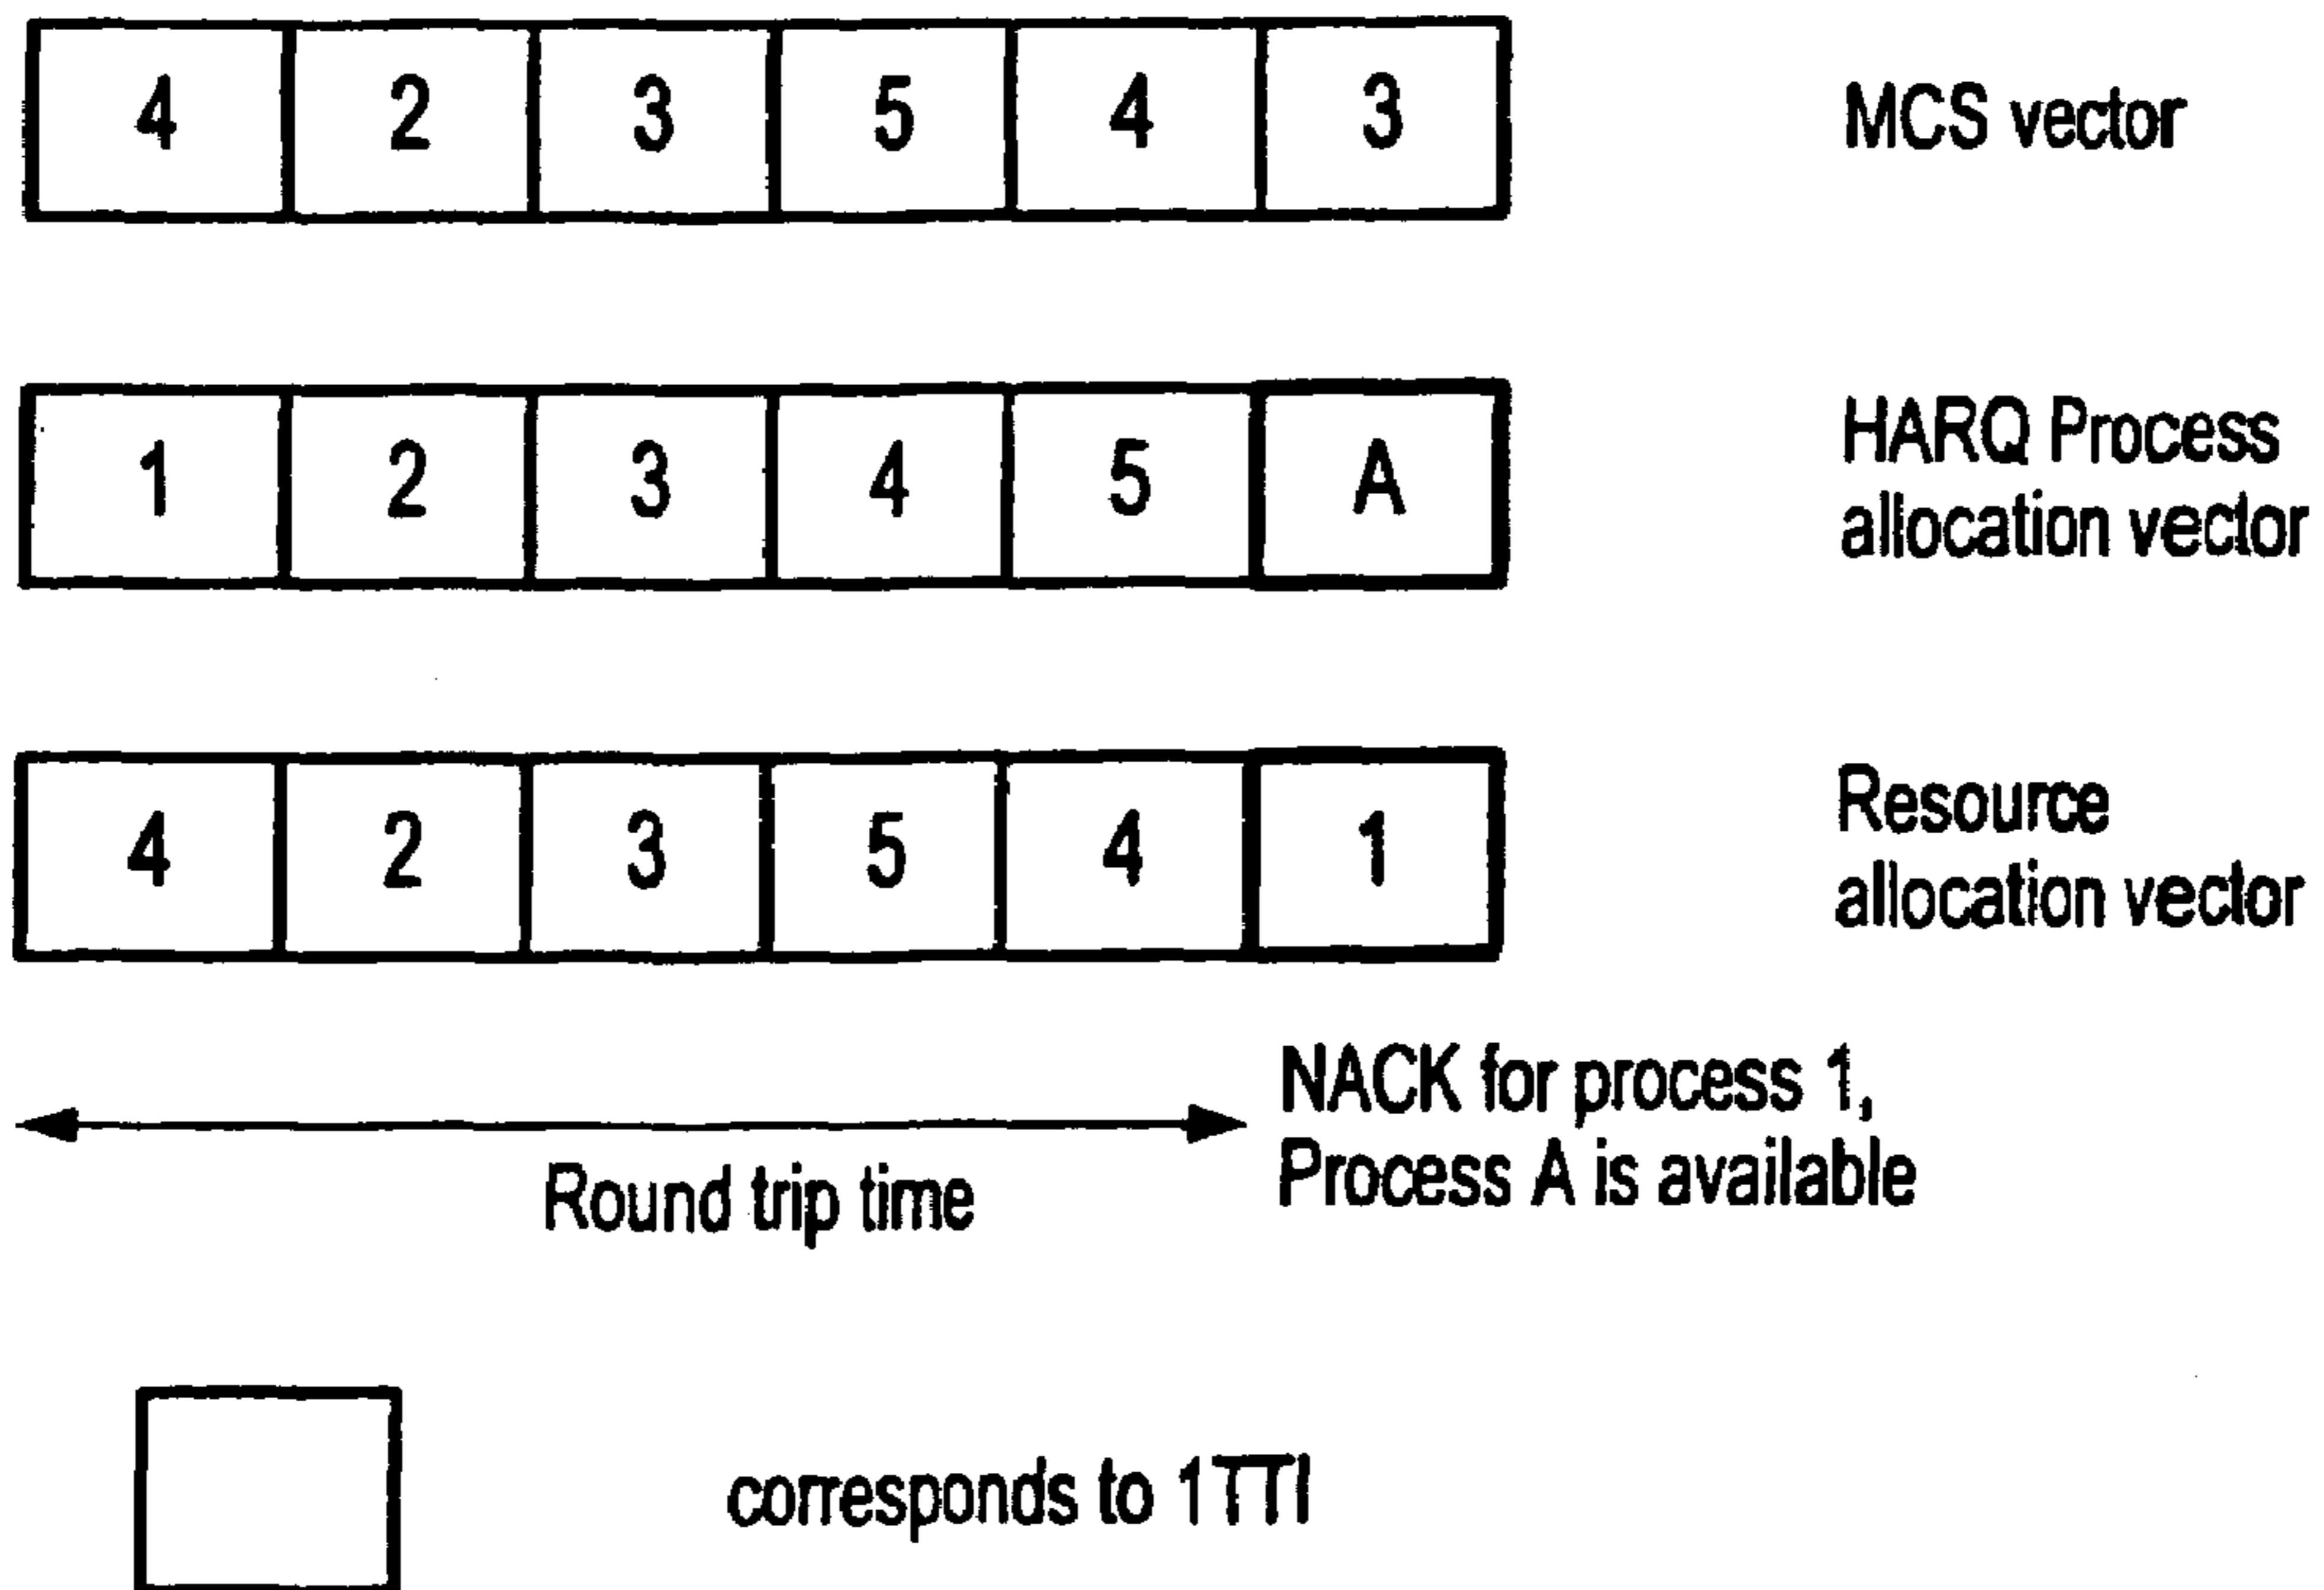 4 2 3 5 4 3 MCS vector
1 2 3 4 5 A HARQ Process
allocation vector
4 2 3 5 4 1 Resource
allocation vector
NACK for process 1,
Process A is available
Round trip time
corresponds to 1TTI